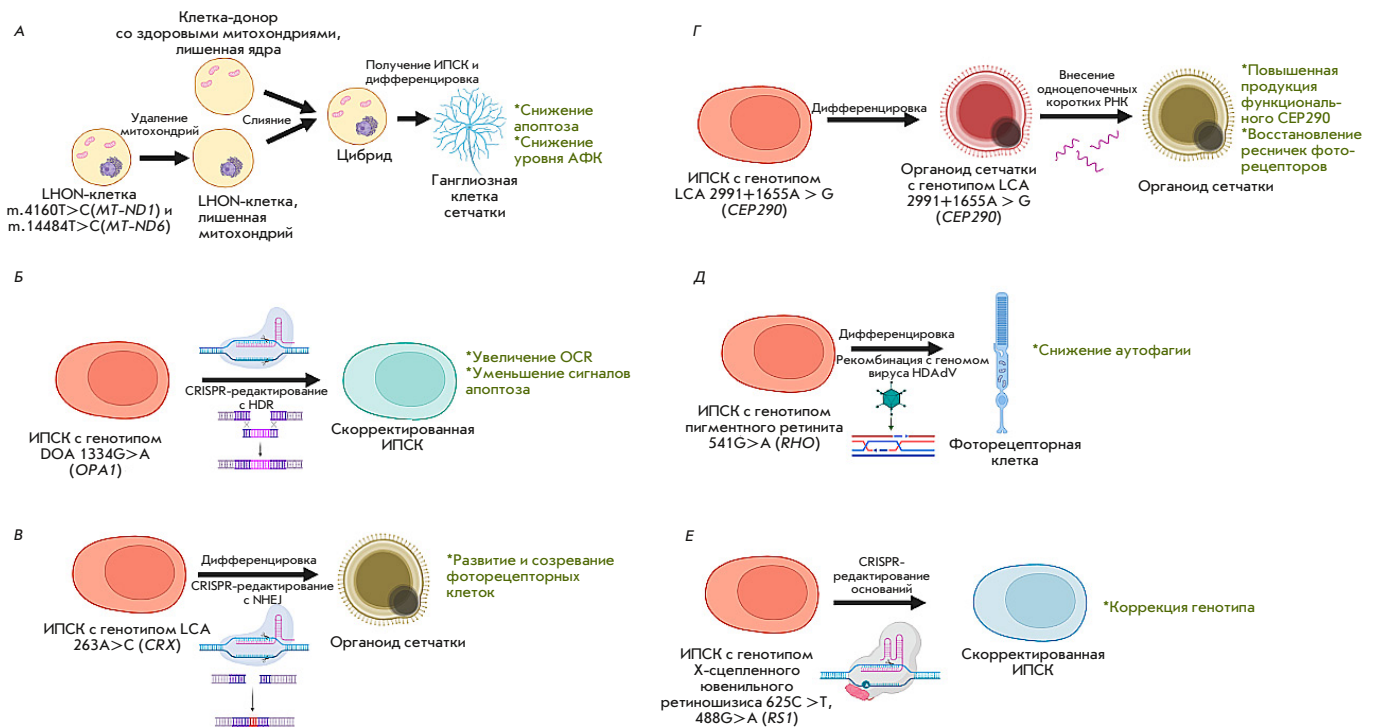 А
Клетка-донор
со здоровыми митохондриями,
лишенная ядра
Удаление
митохондрий
Слияние
Получение ИПСК и
дифференцировка
*Снижение
апоптоза
*Снижение
уровня АФК
Цибрид
LHON-клетка
m.4160T>C(MT-ND1) и
m.14484T>C(MT-ND6)
LHON-клетка,
лишенная
митохондрий
Ганглиозная
клетка
сетчатки
Б
CRISPR-редактирование
с HDR
*Увеличение OCR
*Уменьшение сигналов
апоптоза
ИПСК с генотипом
DOA 1334G>A
(OPA1)
Скорректированная
ИПСК
В
Дифференцировка
CRISPR-редактирование
с NHEJ
*Развитие и созревание
фоторецепторных
клеток
ИПСК с генотипом LCA
263A>C (CRX)
Органоид сетчатки
Г
Дифференцировка
Внесение
одноцепочечных
коротких РНК
*Повышенная
продукция
функциональ-
ного CEP290
*Восстановление
ресничек фото-
рецепторов
ИПСК с генотипом
LCA 2991+1655A > G
(CEP290)
Органоид сетчатки
с генотипом LCA
2991+1655A > G
(CEP290)
Органоид сетчатки
Д
Дифференцировка
Рекомбинация с геномом
вируса HDAdV
*Снижение аутофагии
ИПСК с генотипом
пигментного ретинита
541G>A (RHO)
Фоторецепторная
клетка
Е
CRISPR-
редактирование
оснований
*Коррекция генотипа
ИПСК с генотипом
Х-сцепленного
ювенильного
ретиношизиса 625C >T,
488G>A (RS1)
Скорректированная
ИПСК